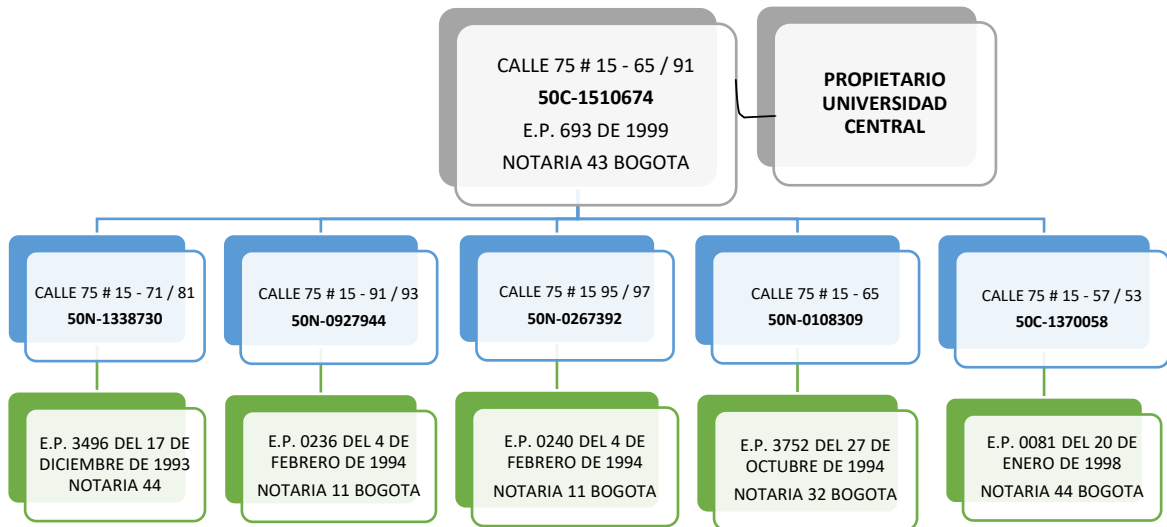 CALLE 75 # 15 - 65 / 91
50C-1510674
E.P. 693 DE 1999
NOTARIA 43 BOGOTA
PROPIETARIO
UNIVERSIDAD
CENTRAL
CALLE 75 # 15 - 71 / 81
50N-1338730
CALLE 75 # 15 - 91 / 93
50N-0927944
CALLE 75 # 15 95 / 97
50N-0267392
CALLE 75 # 15 - 65
50N-0108309
CALLE 75 # 15 - 57 / 53
50C-1370058
E.P. 3496 DEL 17 DE
DICIEMBRE DE 1993
NOTARIA 44
E.P. 0236 DEL 4 DE
FEBRERO DE 1994
NOTARIA 11 BOGOTA
E.P. 0240 DEL 4 DE
FEBRERO DE 1994
NOTARIA 11 BOGOTA
E.P. 3752 DEL 27 DE
OCTUBRE DE 1994
NOTARIA 32 BOGOTA
E.P. 0081 DEL 20 DE
ENERO DE 1998
NOTARIA 44 BOGOTA